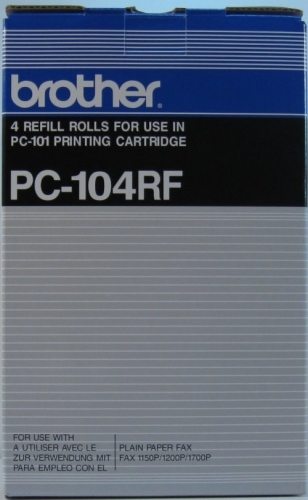 brother
4 REFILL ROLLS FOR USE IN
PC-101 PRINTING CARTRIDGE
PC-104RF
FOR USE WITH
A UTILISER AVEC LE
ZUR VERWENDUNG MIT
PARA EMPLEO CON EL
PLAIN PAPER FAX
FAX 1150P/1200P/1700P